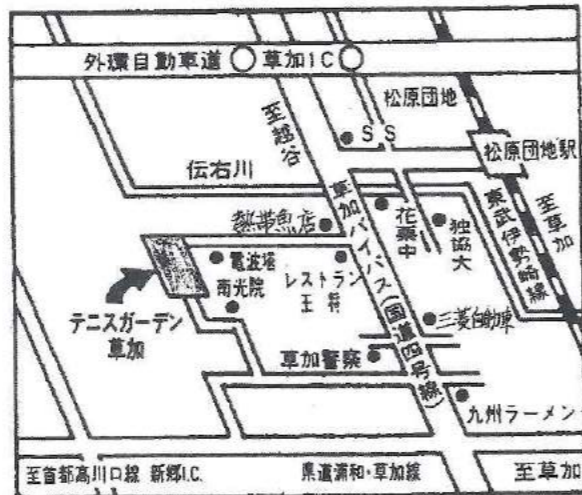 外環自動車道 草加IC
松原団地
至越谷
SS
松原団地駅
伝右川
草加バイパス(国道四号線)
花栗中
独協大
東武伊勢崎線
至草加
熱帯魚店
電波塔
南光院
レストラン
王将
テニスガーデン
草加
三菱自動車
草加警察
九州ラーメン
至首都高川口線 新郷I.C.
県道浦和・草加線
至草加